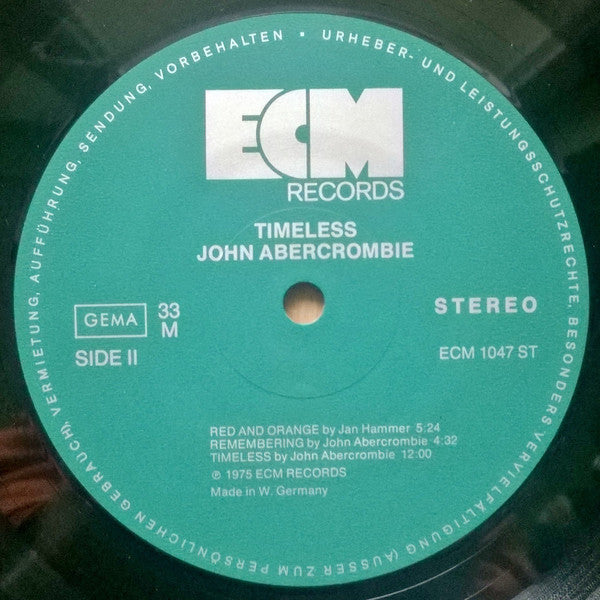 ECM
RECORDS
TIMELESS
JOHN ABERCROMBIE
GEMA
33
M
SIDE II
STEREO
ECM 1047 ST
RED AND ORANGE by Jan Hammer 5:24
REMEMBERING by John Abercrombie 4:32
TIMELESS by John Abercrombie 12:00
℗ 1975 ECM RECORDS
Made in W. Germany
• URHEBER- UND LEISTUNGSSCHUTZRECHTE, BESONDERS VERVIELFÄLTIGUNG (AUSSER ZUM PERSÖNLICHEN GEBRAUCH), VERMIETUNG, AUFFÜHRUNG, SENDUNG, VORBEHALTEN